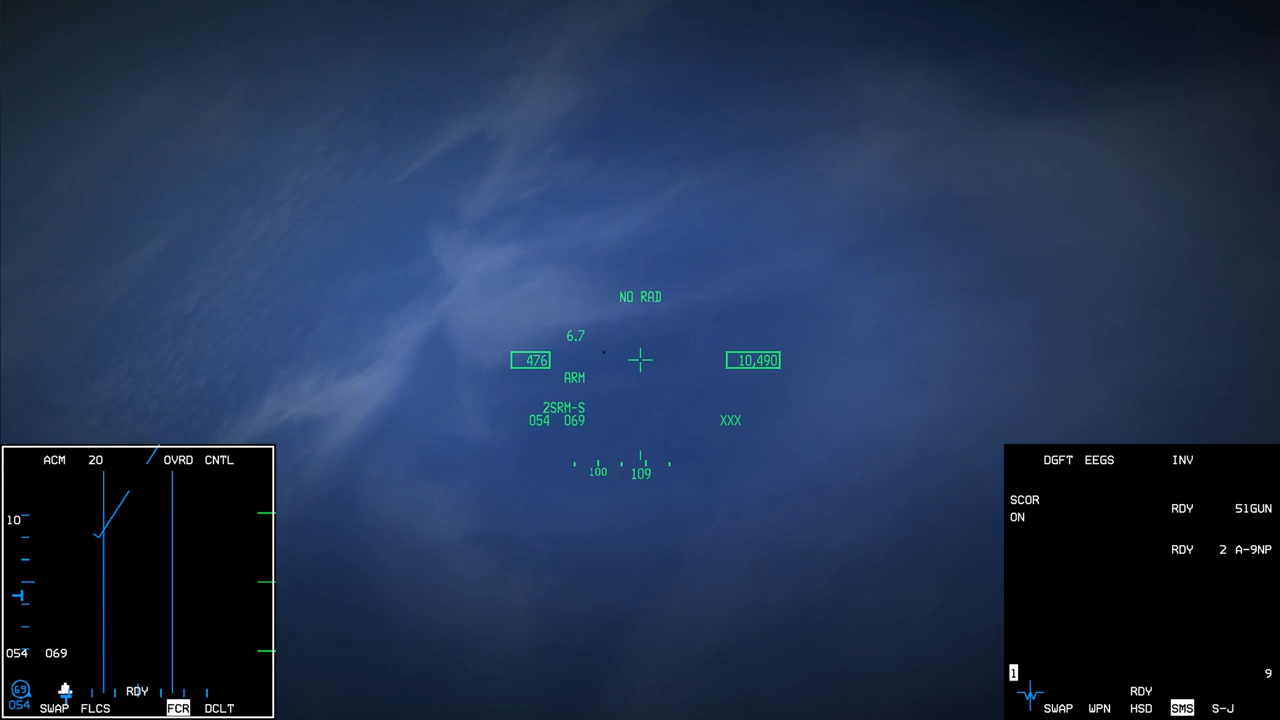 NO RAD
6.7
476
10,490
ARM
2SRM-S
054 069
XXX
100
109
ACM 20 OVRD CNTL
10
054 069
69
054
RDY
SWAP FLCS FCR DCLT
DGFT EEGS INV
SCOR
ON
RDY 51GUN
RDY 2 A-9NP
1
9
RDY
SWAP WPN HSD SMS S-J